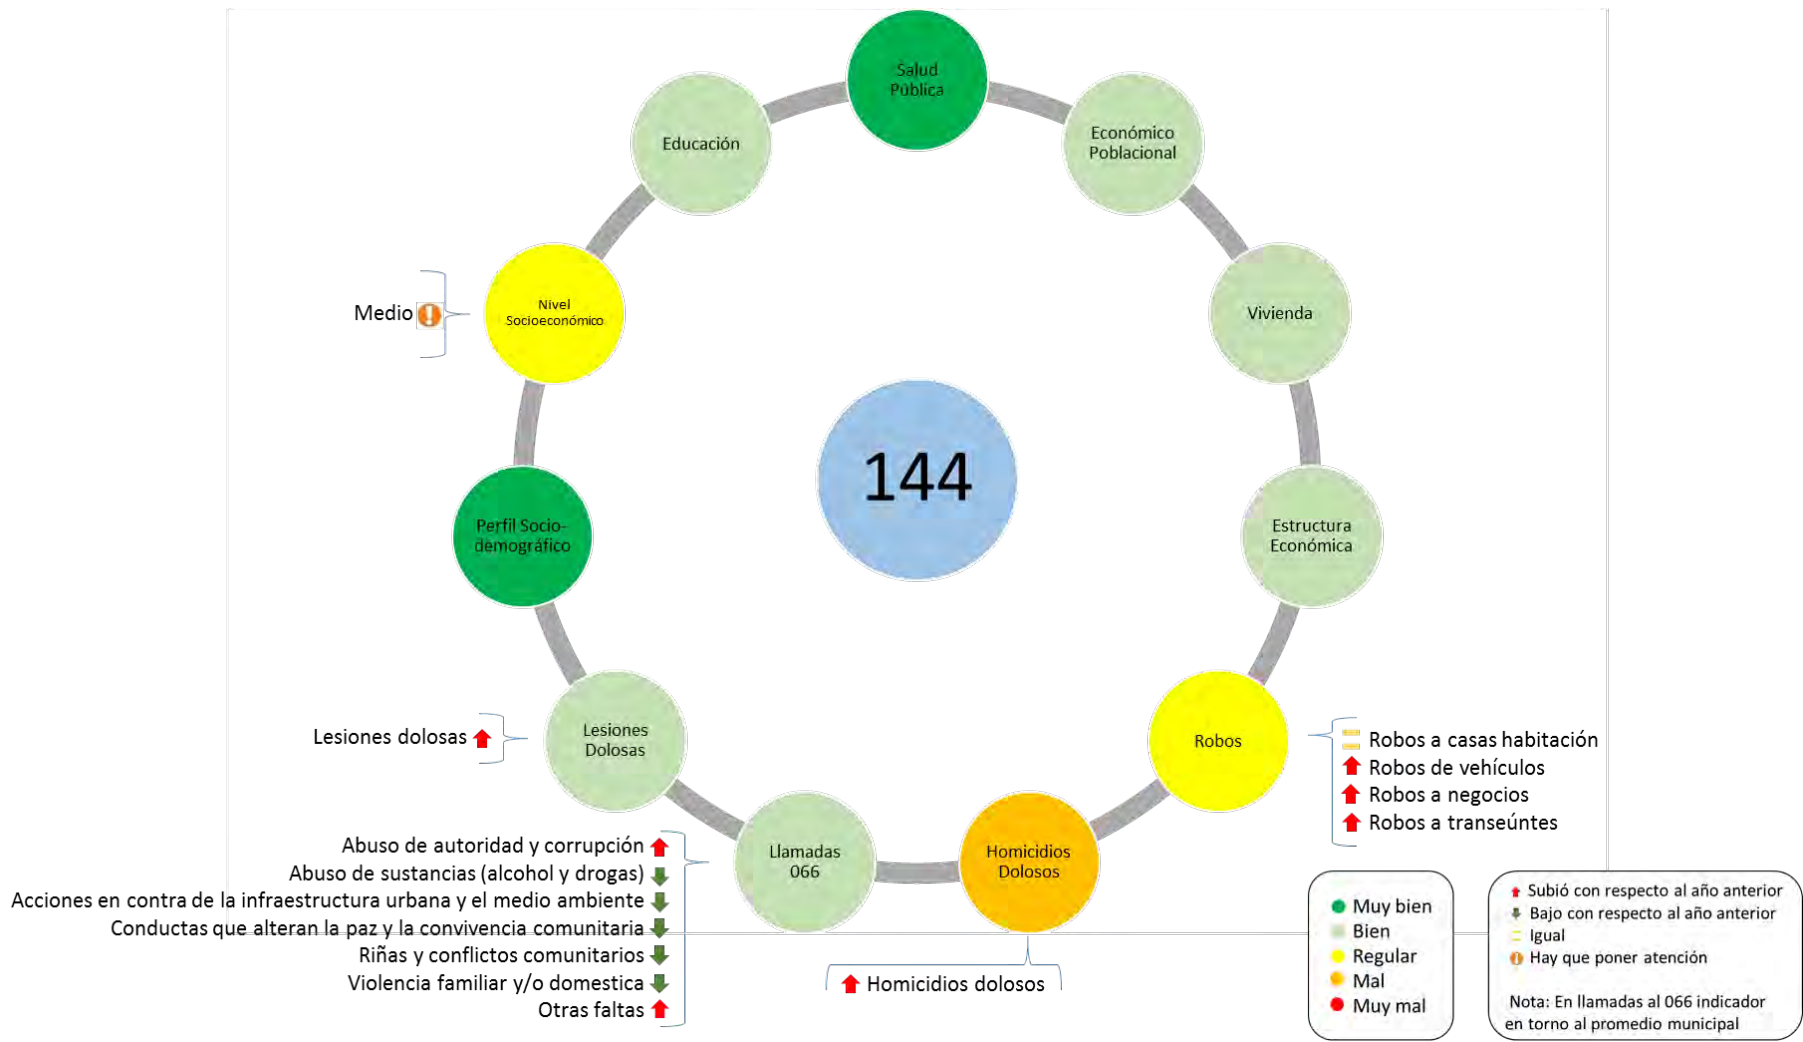 Salud
Pública
Educación
Económico
Poblacional
Nivel
Socioeconómico
Medio
Vivienda
144
Perfil Socio-
demográfico
Estructura
Económica
Lesiones
Dolosas
Lesiones dolosas
Robos
Robos a casas habitación
Robos de vehículos
Robos a negocios
Robos a transeúntes
Llamadas
066
Abuso de autoridad y corrupción
Abuso de sustancias (alcohol y drogas)
Acciones en contra de la infraestructura urbana y el medio ambiente
Conductas que alteran la paz y la convivencia comunitaria
Riñas y conflictos comunitarios
Violencia familiar y/o domestica
Otras faltas
Homicidios
Dolosos
Homicidios dolosos
Muy bien
Bien
Regular
Mal
Muy mal
Subió con respecto al año anterior
Bajo con respecto al año anterior
Igual
Hay que poner atención
Nota: En llamadas al 066 indicador
en torno al promedio municipal